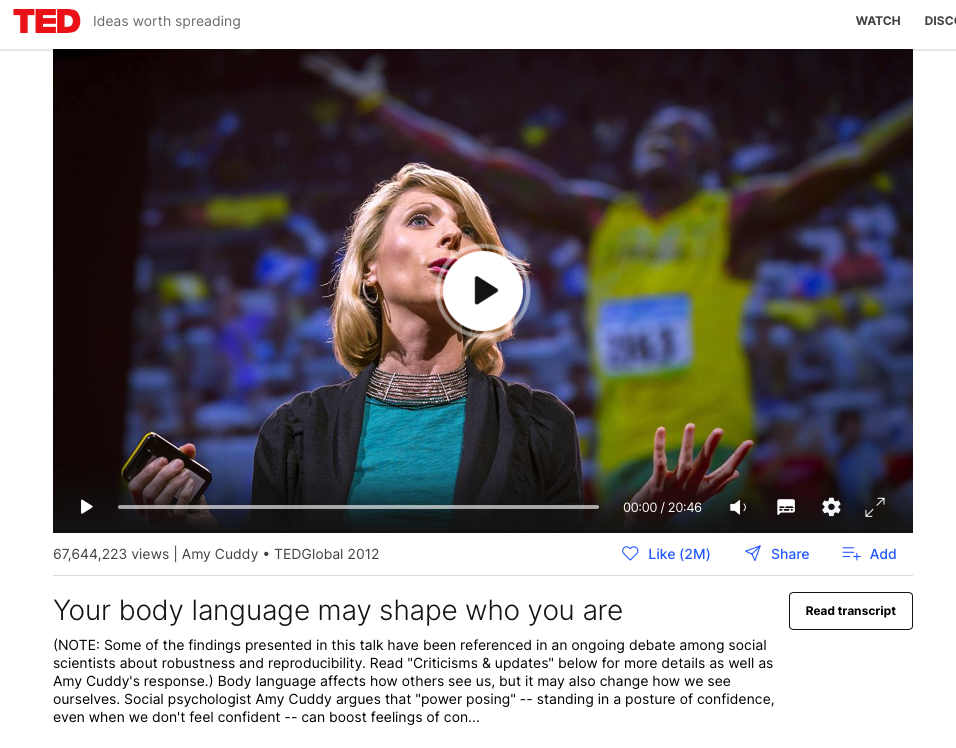 TED Ideas worth spreading WATCH
00:00 / 20:46
67,644,223 views | Amy Cuddy • TEDGlobal 2012 Like (2M) Share Add
Your body language may shape who you are Read transcript
(NOTE: Some of the findings presented in this talk have been referenced in an ongoing debate among social
scientists about robustness and reproducibility. Read "Criticisms & updates" below for more details as well as
Amy Cuddy's response.) Body language affects how others see us, but it may also change how we see
ourselves. Social psychologist Amy Cuddy argues that "power posing" -- standing in a posture of confidence,
even when we don't feel confident -- can boost feelings of con...